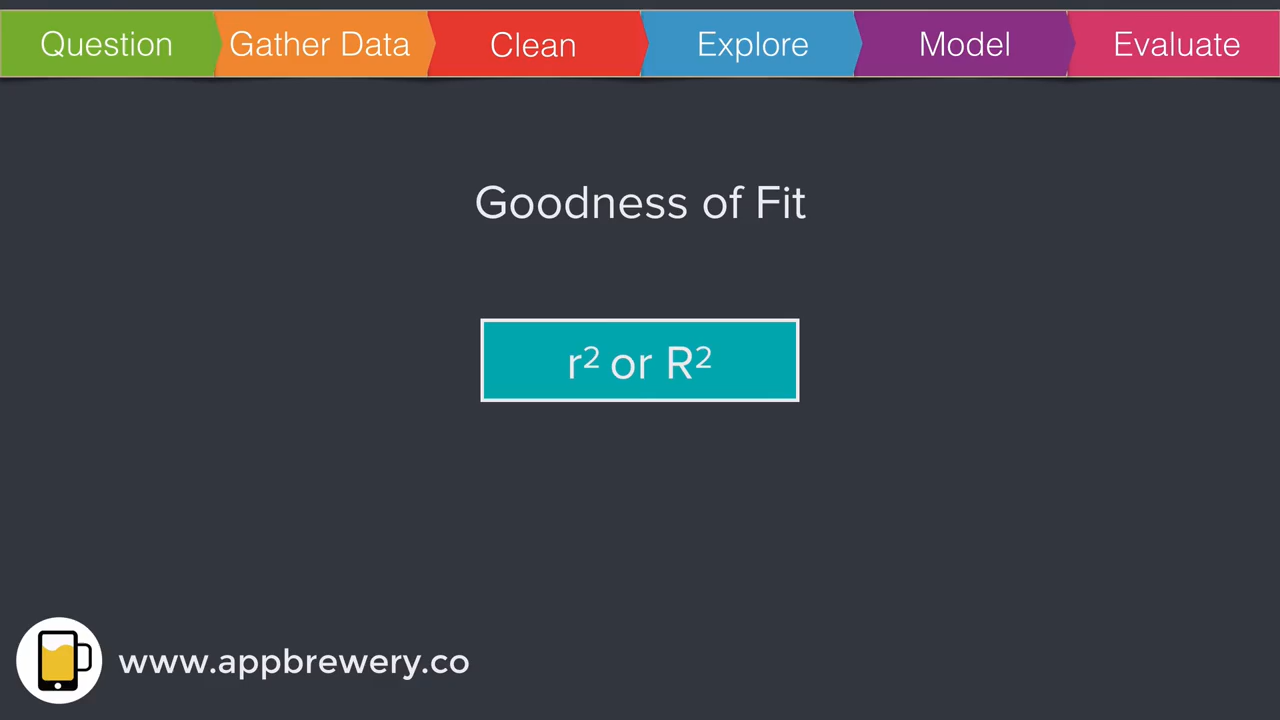 Question Gather Data Clean Explore Model Evaluate
Goodness of Fit
r² or R²
www.appbrewery.co